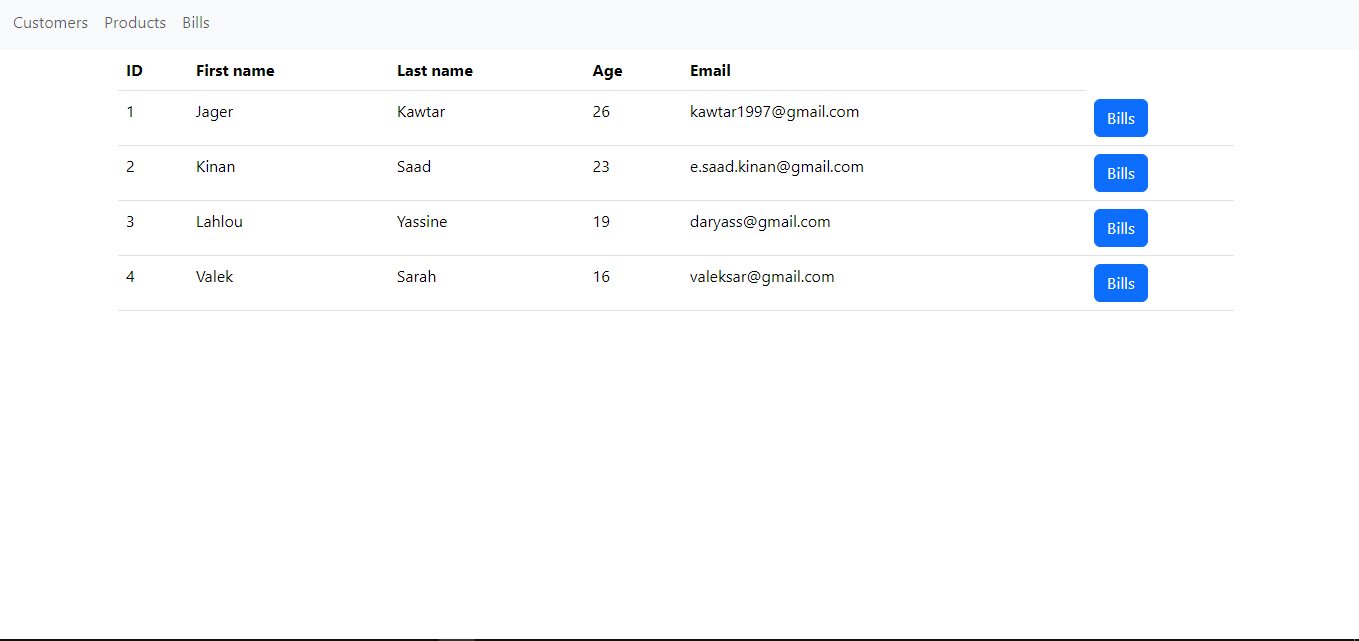 Customers Products Bills
ID First name Last name Age Email
1 Jager Kawtar 26 kawtar1997@gmail.com Bills
2 Kinan Saad 23 e.saad.kinan@gmail.com Bills
3 Lahlou Yassine 19 daryass@gmail.com Bills
4 Valek Sarah 16 valeksar@gmail.com Bills